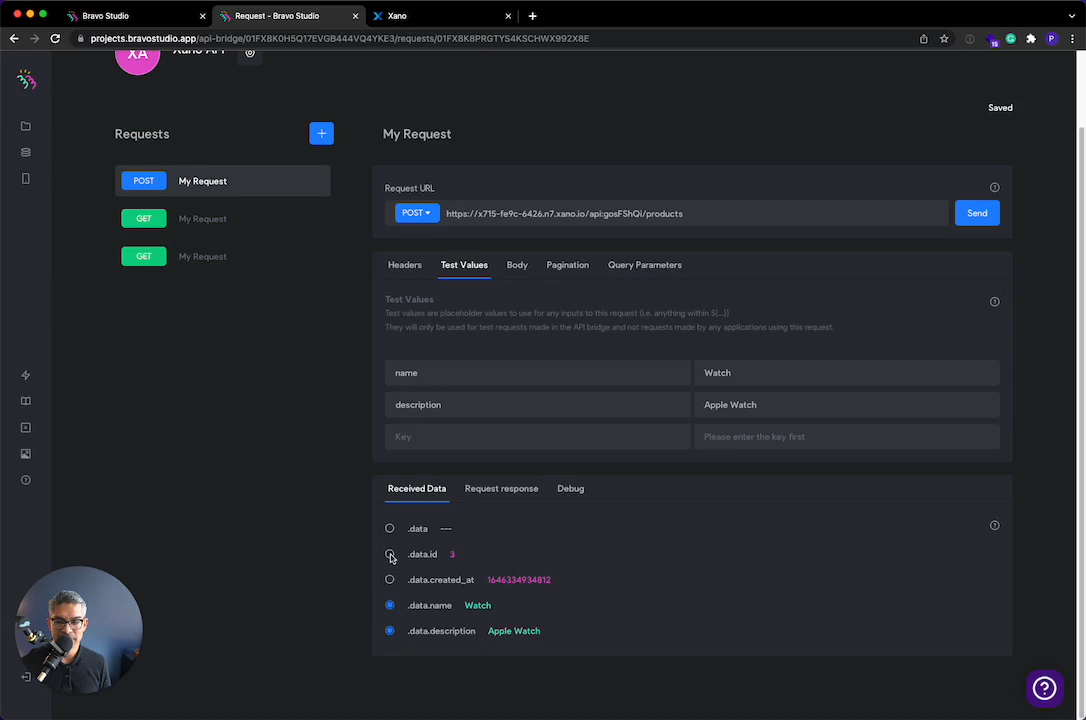 Bravo Studio
Request - Bravo Studio
Xano
projects.bravostudio.app/api-bridge/01FX8K0H5Q17EVGB444VQ4YKE3/requests/01FX8K8PRGTYS4KSCHWX992X8E
15
P
XA
Xano API
Saved
Requests
+
My Request
POST My Request
GET My Request
GET My Request
Request URL
POST
https://x715-fe9c-6426.n7.xano.io/api:gosFShQi/products
Send
Headers Test Values Body Pagination Query Parameters
Test Values
Test values are placeholder values to use for any inputs to this request (i.e. anything within ${...})
They will only be used for test requests made in the API bridge and not requests made by any applications using this request.
name Watch
description Apple Watch
Key Please enter the key first
Received Data Request response Debug
.data ---
.data.id 3
.data.created_at 1646334934812
.data.name Watch
.data.description Apple Watch